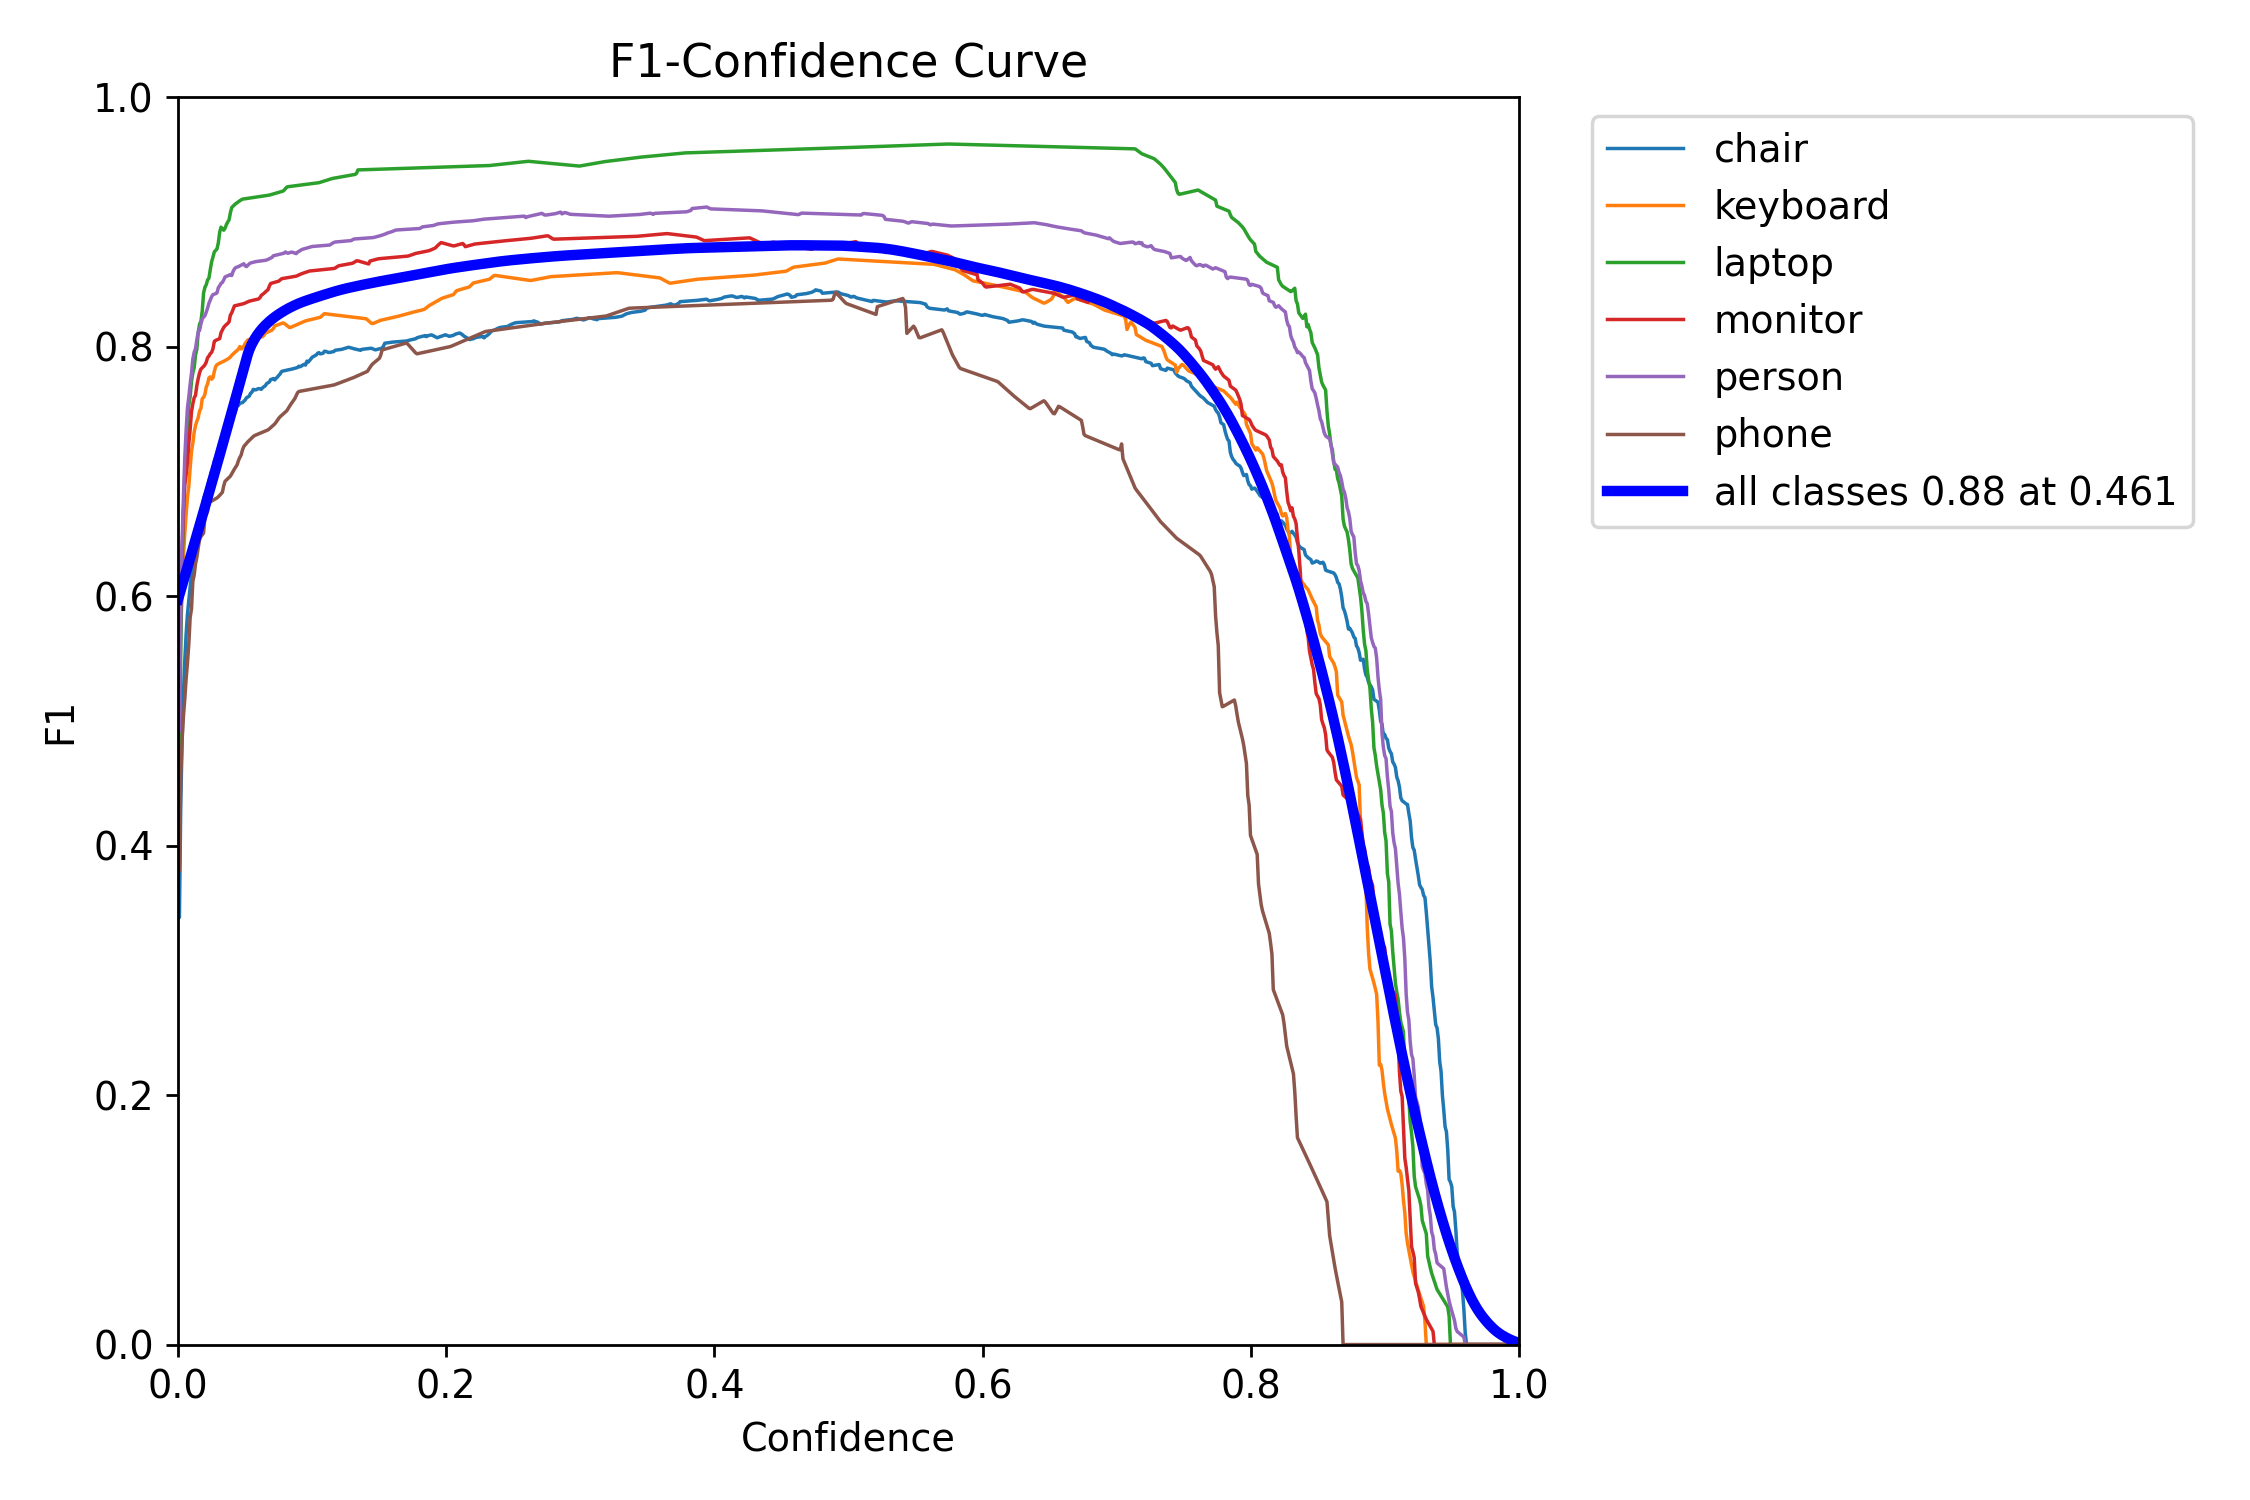 F1-Confidence Curve
1.0
0.8
0.6
0.4
0.2
0.0
F1
0.0 0.2 0.4 0.6 0.8 1.0
Confidence
chair
keyboard
laptop
monitor
person
phone
all classes 0.88 at 0.461